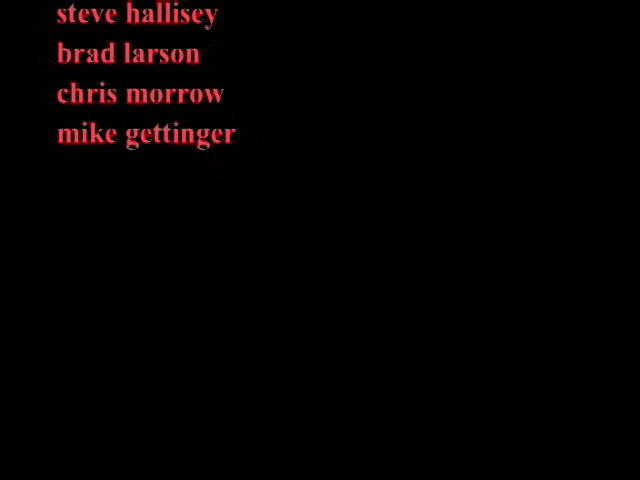 steve hallisey
brad larson
chris morrow
mike gettinger